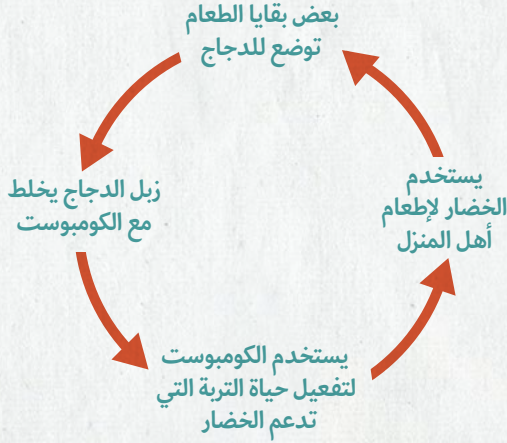 بعض بقايا الطعام
توضع للدجاج
زبل الدجاج يخلط
مع الكومبوست
يستخدم الكومبوست
لتفعيل حياة التربة التي
تدعم الخضار
يستخدم
الخضار لإطعام
أهل المنزل